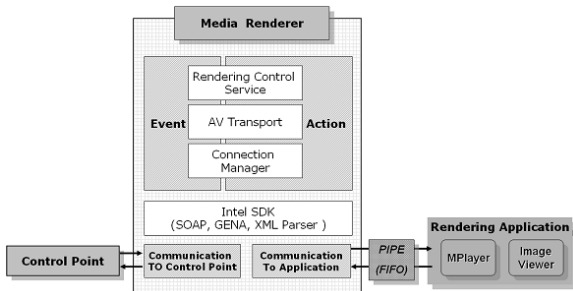 Media Renderer
Rendering Control
Service
Event
AV Transport
Action
Connection
Manager
Intel SDK
(SOAP, GENA, XML Parser )
Control Point
Communication
TO Control Point
Communication
To Application
PIPE
(FIFO)
Rendering Application
MPlayer
Image
Viewer